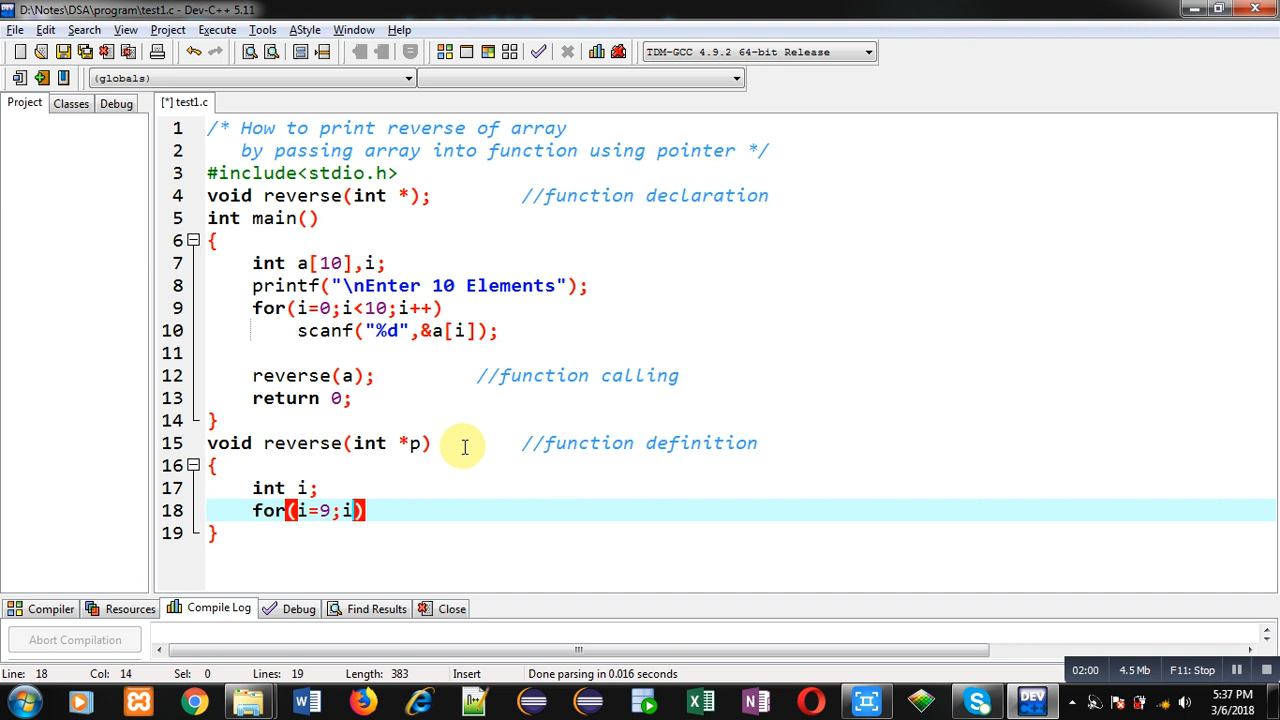 D:\Notes\DSA\program\test1.c - Dev-C++ 5.11
File Edit Search View Project Execute Tools AStyle Window Help
TDM-GCC 4.9.2 64-bit Release
(globals)
Project Classes Debug [*] test1.c
1 /* How to print reverse of array
2 by passing array into function using pointer */
3 #include<stdio.h>
4 void reverse(int *); //function declaration
5 int main()
6 {
7 int a[10],i;
8 printf("\nEnter 10 Elements");
9 for(i=0;i<10;i++)
10 scanf("%d",&a[i]);
11
12 reverse(a); //function calling
13 return 0;
14 }
15 void reverse(int *p) //function definition
16 {
17 int i;
18 for(i=9;i)
19 }
Compiler Resources Compile Log Debug Find Results Close
Abort Compilation
Line: 18 Col: 14 Sel: 0 Lines: 19 Length: 383 Insert Done parsing in 0.016 seconds
02:00 4.5 Mb F11: Stop
DEV
5:37 PM
3/6/2018